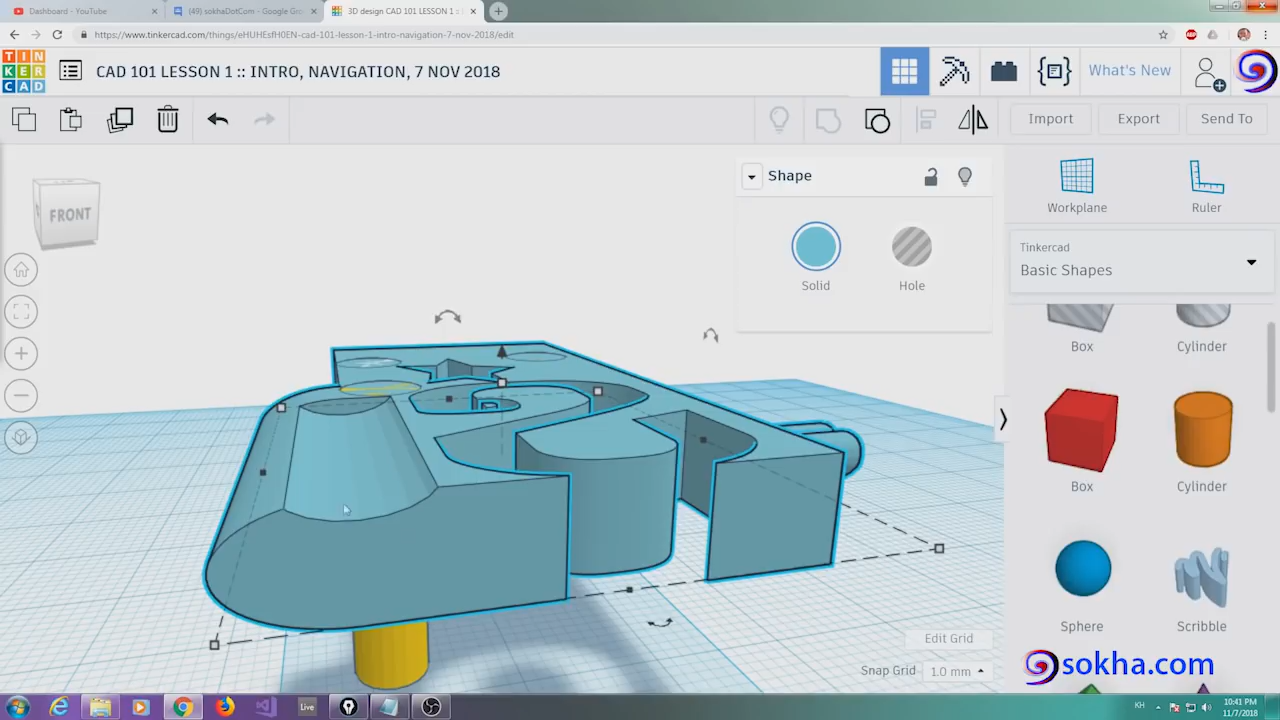 Dashboard - YouTube
(49) sokhaDotCom - Google Gro
3D design CAD 101 LESSON 1 ::
https://www.tinkercad.com/things/eHUHEsfH0EN-cad-101-lesson-1-intro-navigation-7-nov-2018/edit
TIN
KER
CAD
CAD 101 LESSON 1 :: INTRO, NAVIGATION, 7 NOV 2018
What's New
Import
Export
Send To
FRONT
Shape
Solid
Hole
Workplane
Ruler
Tinkercad
Basic Shapes
Box
Cylinder
Box
Cylinder
Sphere
Scribble
Edit Grid
Snap Grid
1.0 mm
sokha.com
Live
KH
10:41 PM
11/7/2018